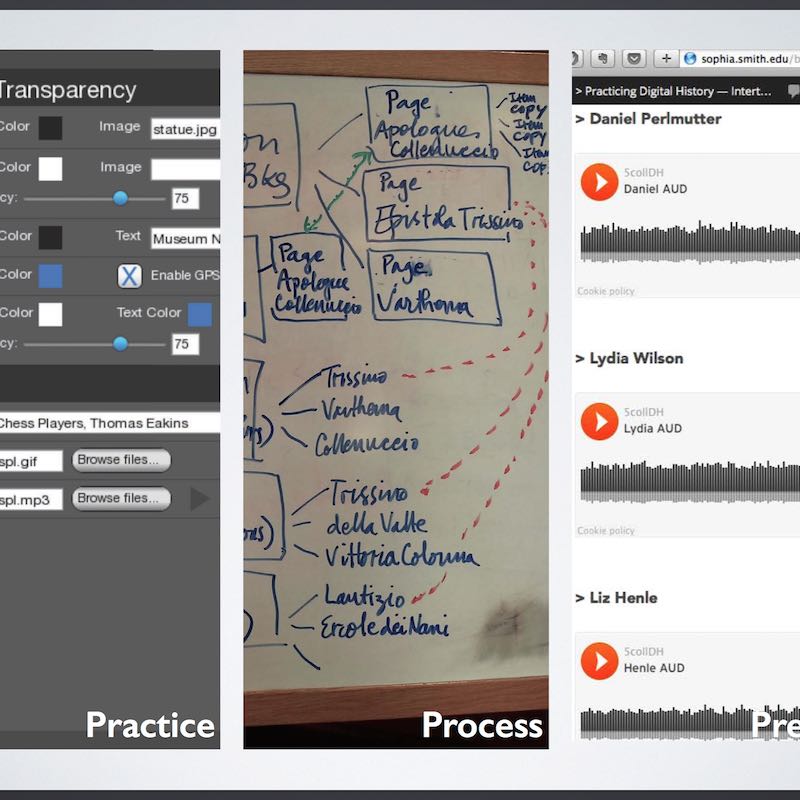 Transparency
Color Image statue.jpg
Color Image
cy: 75
Color Text Museum N
Color X Enable GPS
Color Text Color
cy: 75
Chess Players, Thomas Eakins
spl.gif Browse files...
spl.mp3 Browse files...
Practice
on
Bks
Page
Apologues
Collenuccio
Item
copy
Item
copy
Item
cop.
Page
Epistola Trissino
Page
Apologue
Collenuccio
Page
Varthema
Trissino
Varthema
Collenuccio
Trissino
della Valle
Vittoria Colonna
Lautizio
Ercole dei Nani
Process
sophia.smith.edu/b
> Practicing Digital History — Intert...
> Daniel Perlmutter
ScollDH
Daniel AUD
Cookie policy
> Lydia Wilson
ScollDH
Lydia AUD
Cookie policy
> Liz Henle
ScollDH
Henle AUD
Pre